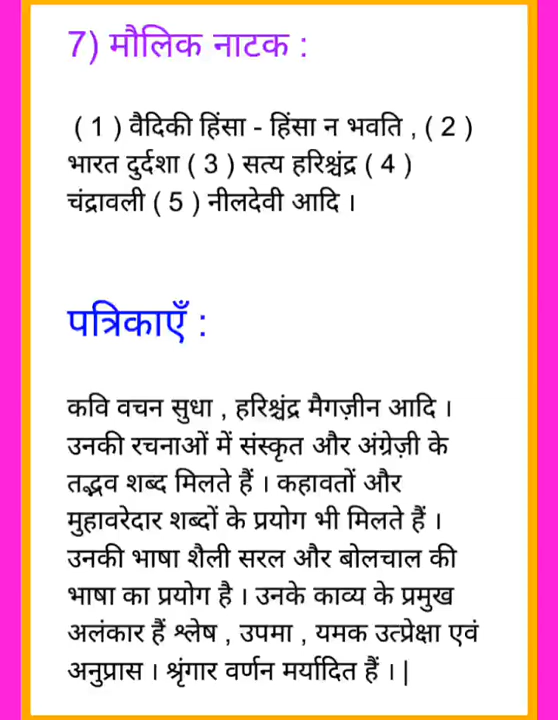 7) मौलिक नाटक :
( 1 ) वैदिकी हिंसा - हिंसा न भवति , ( 2 )
भारत दुर्दशा ( 3 ) सत्य हरिश्चंद्र ( 4 )
चंद्रावली ( 5 ) नीलदेवी आदि ।
पत्रिकाएँ :
कवि वचन सुधा , हरिश्चंद्र मैगज़ीन आदि ।
उनकी रचनाओं में संस्कृत और अंग्रेज़ी के
तद्भव शब्द मिलते हैं । कहावतों और
मुहावरेदार शब्दों के प्रयोग भी मिलते हैं ।
उनकी भाषा शैली सरल और बोलचाल की
भाषा का प्रयोग है । उनके काव्य के प्रमुख
अलंकार हैं श्लेष , उपमा , यमक उत्प्रेक्षा एवं
अनुप्रास । श्रृंगार वर्णन मर्यादित हैं ।|